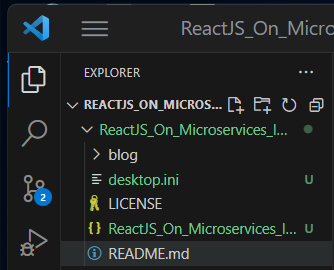 ReactJS_On_Micro
EXPLORER
REACTJS_ON_MICROS...
ReactJS_On_Microservices_I...
blog
desktop.ini U
LICENSE
ReactJS_On_Microservices_I... U
2
README.md